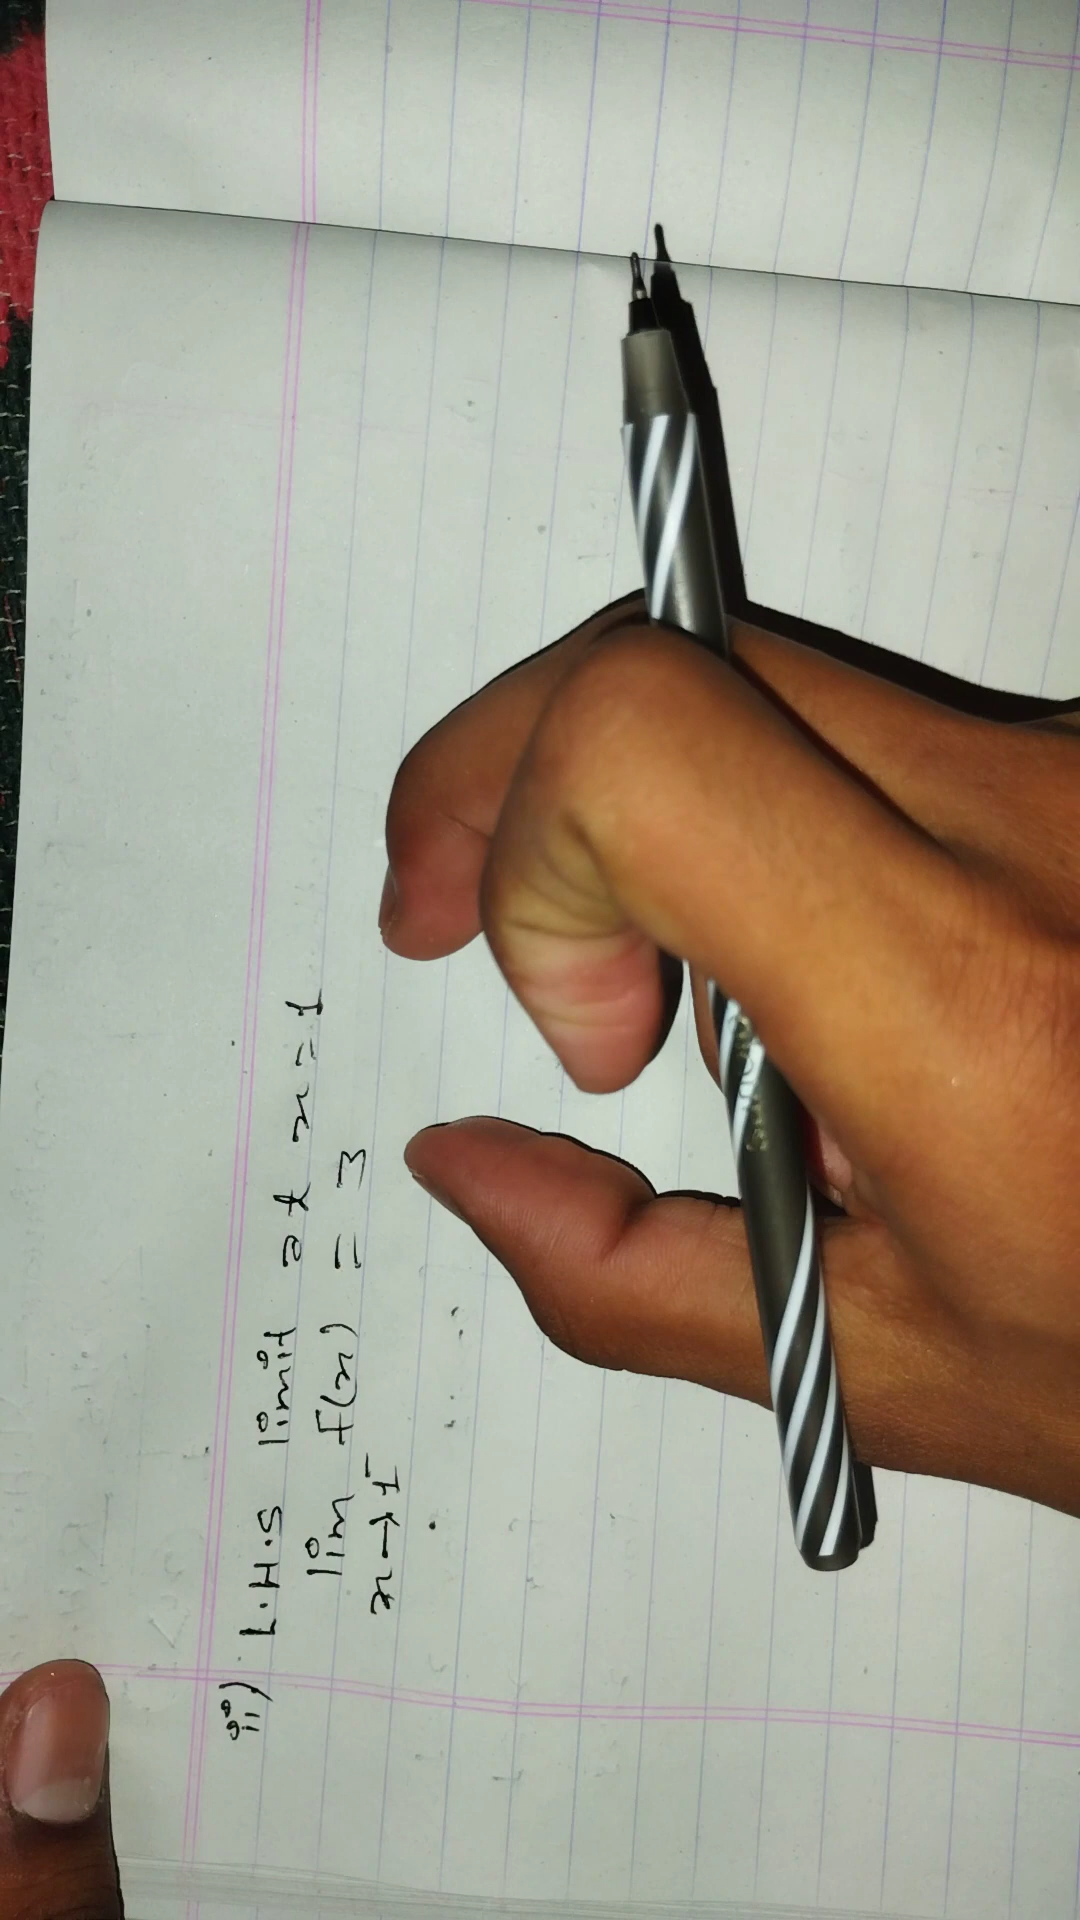 ii) L.H.S limit at x = 1
lim f(x) = 3
x→1⁻